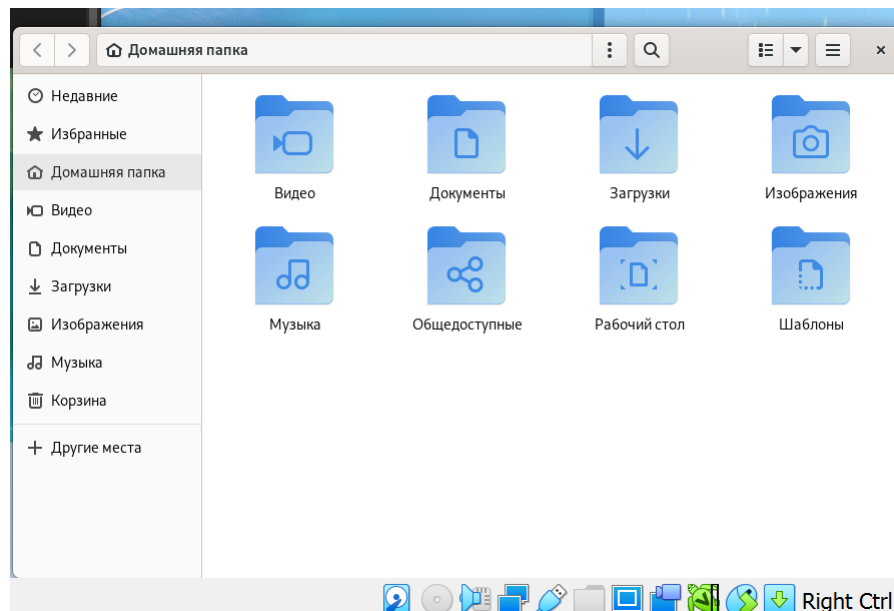 Домашняя папка
Недавние
Избранные
Домашняя папка
Видео
Документы
Загрузки
Изображения
Музыка
Корзина
Другие места
Видео Документы Загрузки Изображения
Музыка Общедоступные Рабочий стол Шаблоны
Right Ctrl